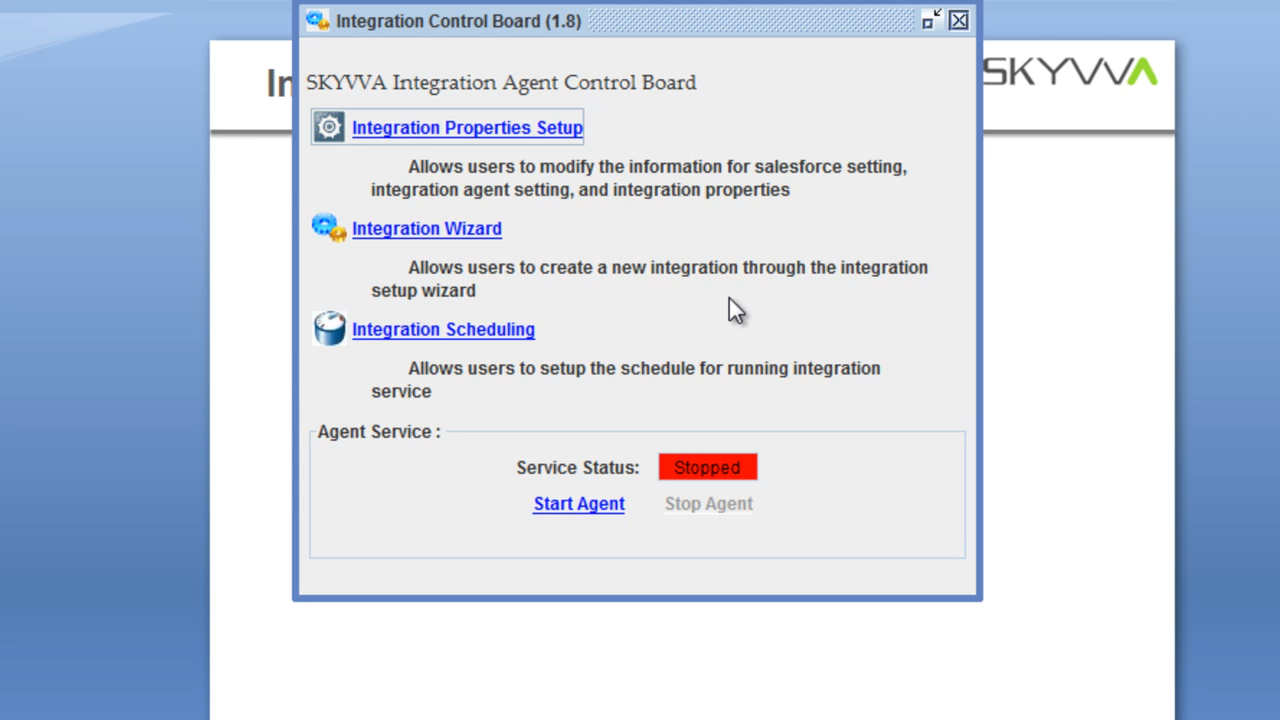 Integration Control Board (1.8)
In
SKYVVA
SKYVVA Integration Agent Control Board
Integration Properties Setup
Allows users to modify the information for salesforce setting,
integration agent setting, and integration properties
Integration Wizard
Allows users to create a new integration through the integration
setup wizard
Integration Scheduling
Allows users to setup the schedule for running integration
service
Agent Service :
Service Status: Stopped
Start Agent Stop Agent